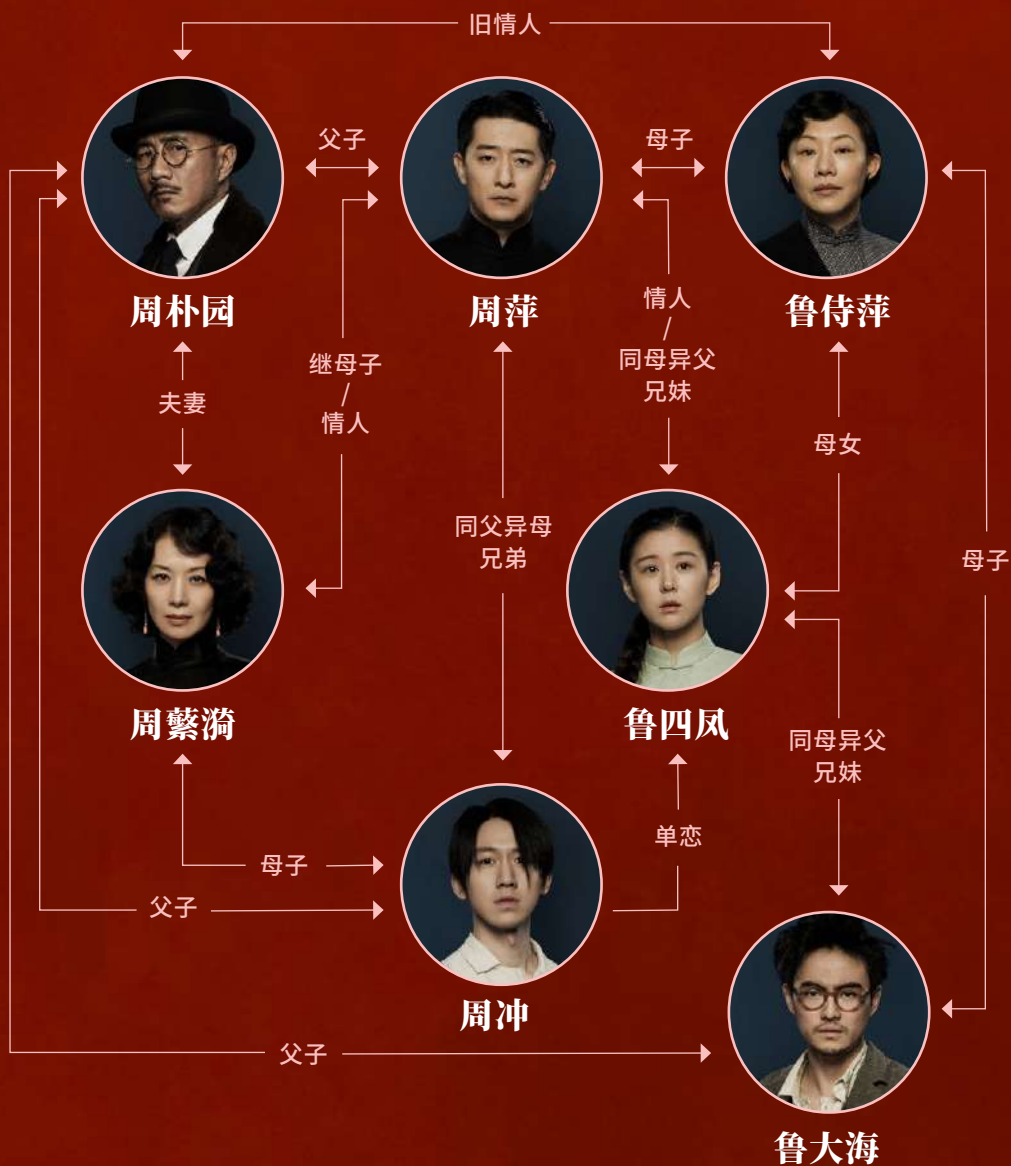 旧情人
父子
母子
周朴园
周萍
鲁侍萍
情人
/
同母异父
兄妹
继母子
/
情人
夫妻
母女
同父异母
兄弟
母子
周蘩漪
鲁四凤
同母异父
兄妹
单恋
母子
父子
周冲
父子
鲁大海